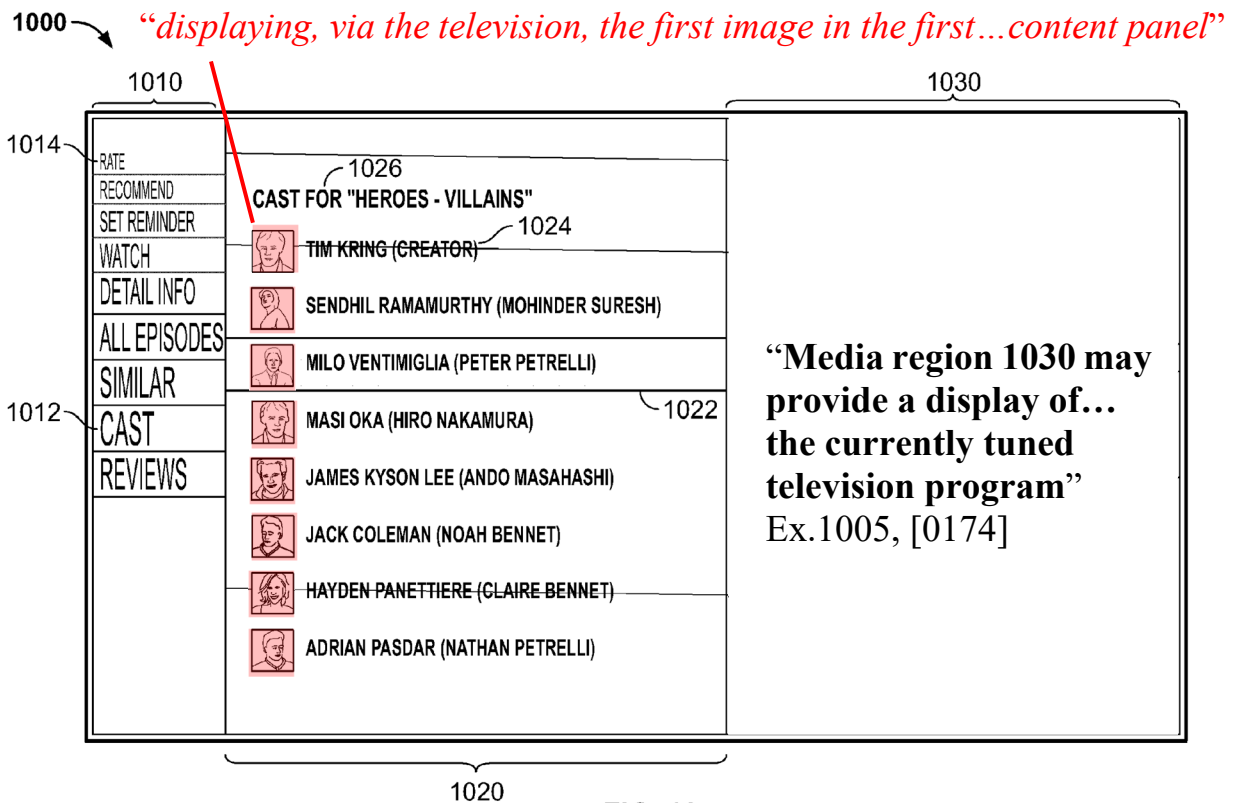 1000
“displaying, via the television, the first image in the first…content panel”
1010
1030
1014
RATE
RECOMMEND
SET REMINDER
WATCH
DETAIL INFO
ALL EPISODES
SIMILAR
1012
CAST
REVIEWS
1026
CAST FOR "HEROES - VILLAINS"
1024
TIM KRING (CREATOR)
SENDHIL RAMAMURTHY (MOHINDER SURESH)
MILO VENTIMIGLIA (PETER PETRELLI)
1022
MASI OKA (HIRO NAKAMURA)
JAMES KYSON LEE (ANDO MASAHASHI)
JACK COLEMAN (NOAH BENNET)
HAYDEN PANETTIERE (CLAIRE BENNET)
ADRIAN PASDAR (NATHAN PETRELLI)
“Media region 1030 may
provide a display of…
the currently tuned
television program”
Ex.1005, [0174]
1020